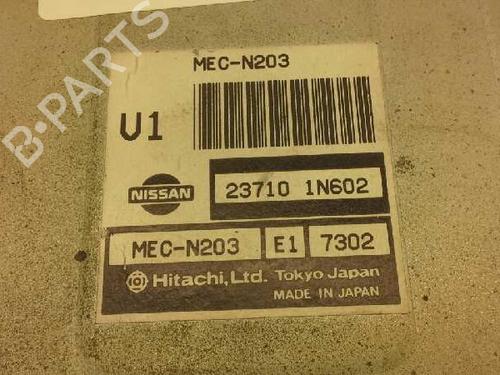 MEC-N203
V1
NISSAN
23710 1N602
MEC-N203 E1 7302
Hitachi, Ltd. Tokyo Japan
MADE IN JAPAN
B-PARTS